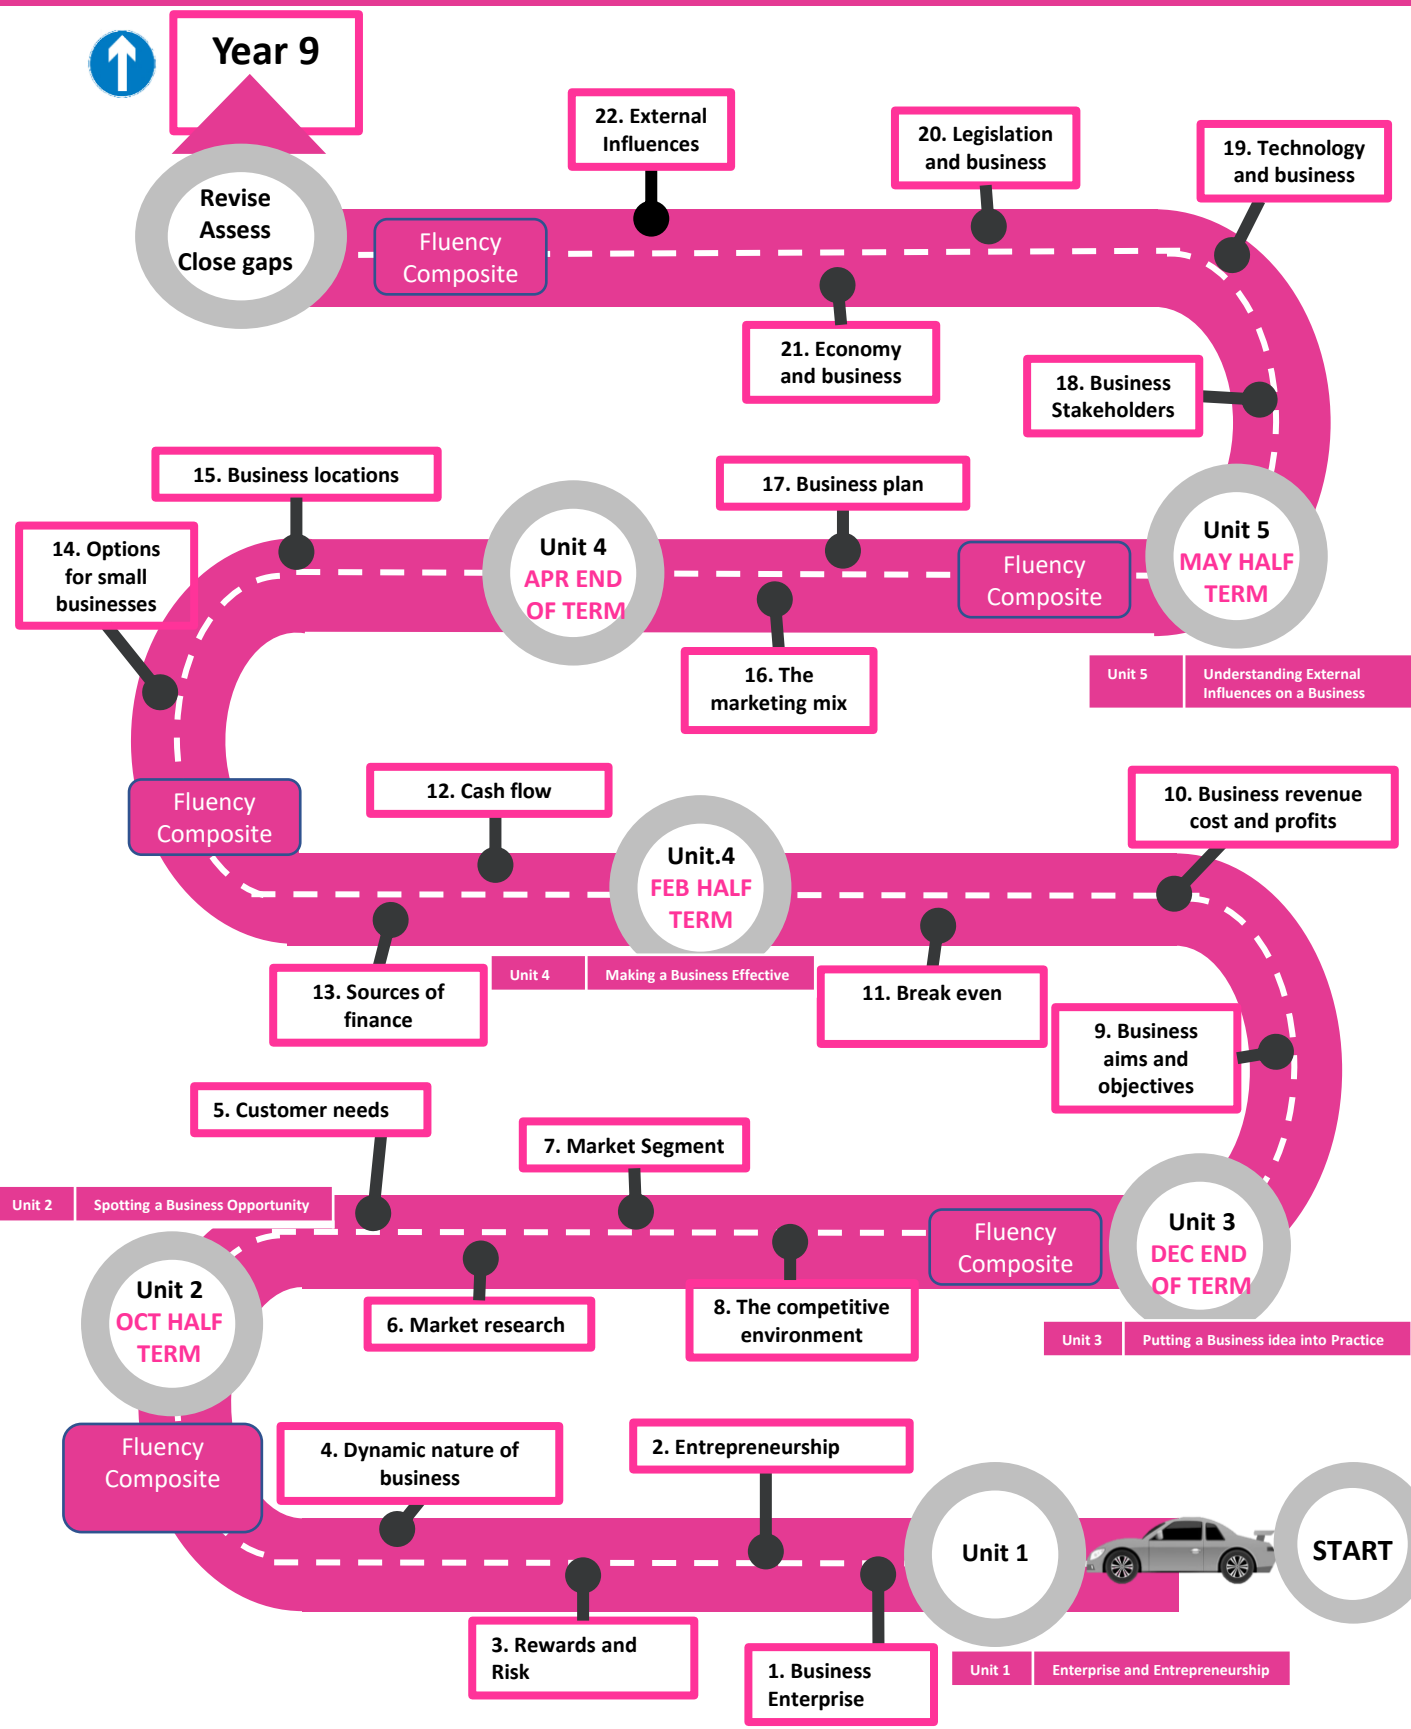 Year 9
Revise
Assess
Close gaps
Fluency
Composite
22. External
Influences
20. Legislation
and business
19. Technology
and business
21. Economy
and business
18. Business
Stakeholders
15. Business locations
14. Options
for small
businesses
Unit 4
APR END
OF TERM
17. Business plan
16. The
marketing mix
Fluency
Composite
Unit 5
MAY HALF
TERM
Unit 5
Understanding External
Influences on a Business
Fluency
Composite
12. Cash flow
13. Sources of
finance
Unit.4
FEB HALF
TERM
Unit 4
Making a Business Effective
11. Break even
10. Business revenue
cost and profits
9. Business
aims and
objectives
5. Customer needs
7. Market Segment
Unit 2
Spotting a Business Opportunity
Unit 2
OCT HALF
TERM
6. Market research
8. The competitive
environment
Fluency
Composite
Unit 3
DEC END
OF TERM
Unit 3
Putting a Business idea into Practice
Fluency
Composite
4. Dynamic nature of
business
2. Entrepreneurship
3. Rewards and
Risk
1. Business
Enterprise
Unit 1
START
Unit 1
Enterprise and Entrepreneurship